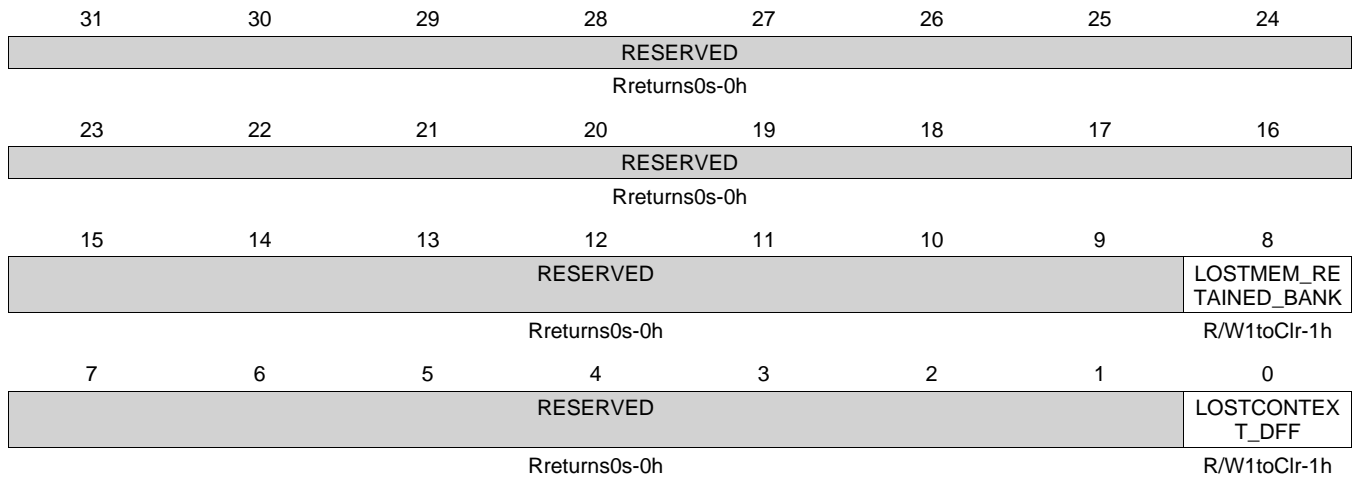 31 30 29 28 27 26 25 24
RESERVED
Rreturns0s-0h
23 22 21 20 19 18 17 16
RESERVED
Rreturns0s-0h
15 14 13 12 11 10 9 8
RESERVED LOSTMEM_RE
TAINED_BANK
Rreturns0s-0h R/W1toClr-1h
7 6 5 4 3 2 1 0
RESERVED LOSTCONTEX
T_DFF
Rreturns0s-0h R/W1toClr-1h